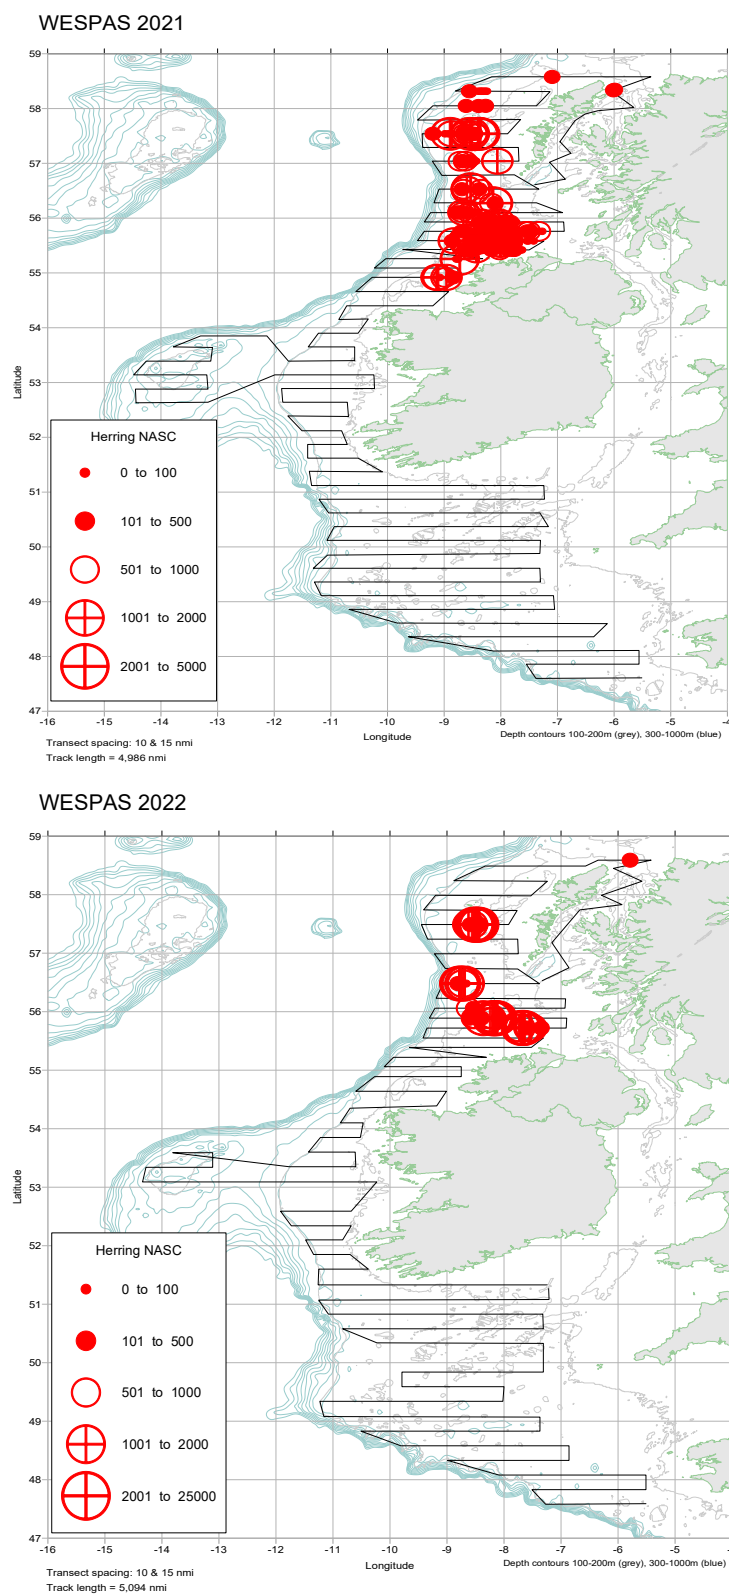 WESPAS 2021
59
58
57
56
55
54
53
52
51
50
49
48
47
Latitude
Herring NASC
0 to 100
101 to 500
501 to 1000
1001 to 2000
2001 to 5000
-16 -15 -14 -13 -12 -11 -10 -9 -8 -7 -6 -5 -4
Longitude
Transect spacing: 10 & 15 nmi
Depth contours 100-200m (grey), 300-1000m (blue)
Track length = 4,986 nmi
WESPAS 2022
59
58
57
56
55
54
53
52
51
50
49
48
47
Latitude
Herring NASC
0 to 100
101 to 500
501 to 1000
1001 to 2000
2001 to 25000
-16 -15 -14 -13 -12 -11 -10 -9 -8 -7 -6 -5
Longitude
Depth contours 100-200m (grey), 300-1000m (blue)
Transect spacing: 10 & 15 nmi
Track length = 5,094 nmi